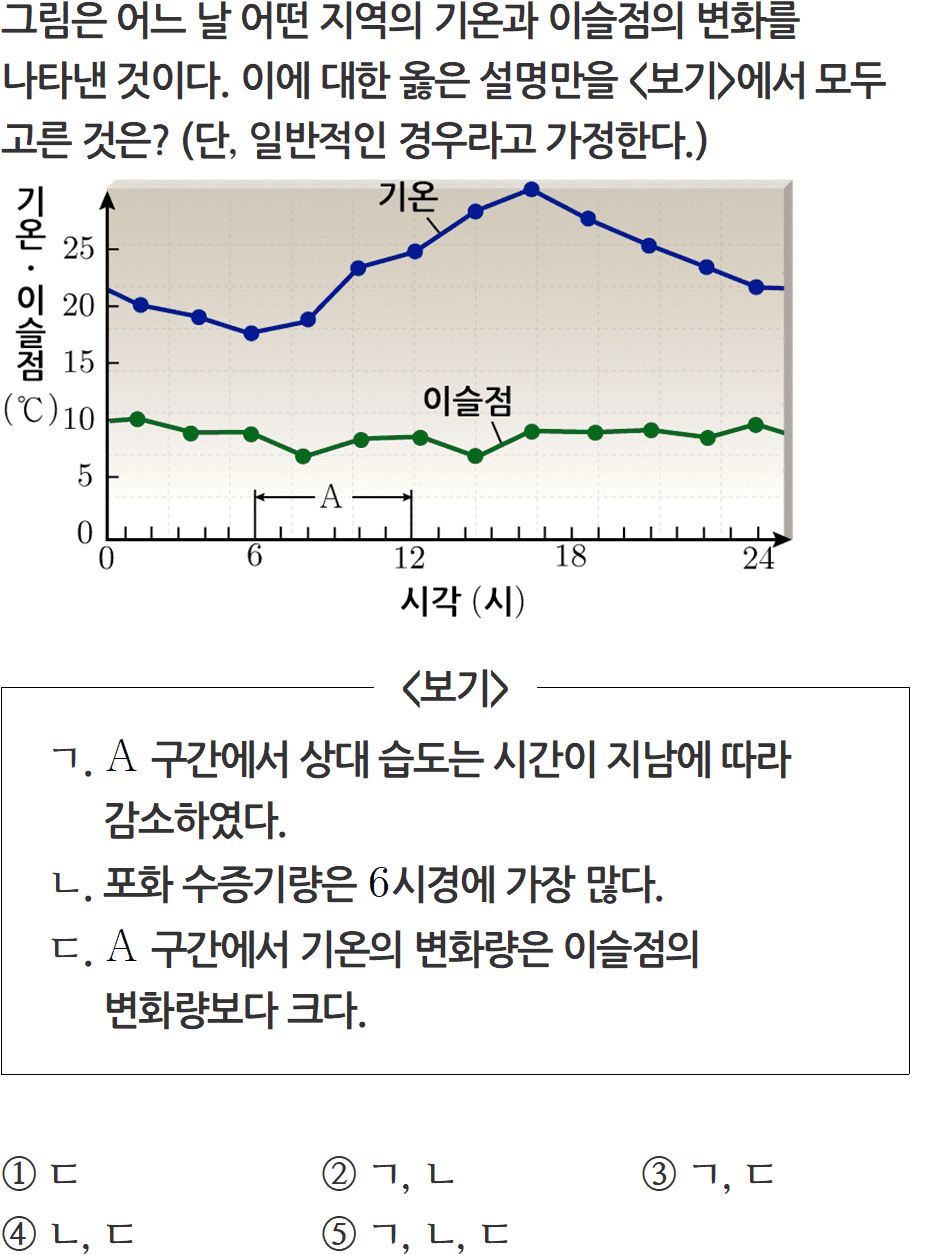 그림은 어느 날 어떤 지역의 기온과 이슬점의 변화를
나타낸 것이다. 이에 대한 옳은 설명만을 <보기>에서 모두
고른 것은? (단, 일반적인 경우라고 가정한다.)
기온·이슬점
(℃)
25
20
15
10
5
0
기온
이슬점
A
0 6 12 18 24
시각 (시)
<보기>
ㄱ. A 구간에서 상대 습도는 시간이 지남에 따라
감소하였다.
ㄴ. 포화 수증기량은 6시경에 가장 많다.
ㄷ. A 구간에서 기온의 변화량은 이슬점의
변화량보다 크다.
① ㄷ ② ㄱ, ㄴ ③ ㄱ, ㄷ
④ ㄴ, ㄷ ⑤ ㄱ, ㄴ, ㄷ